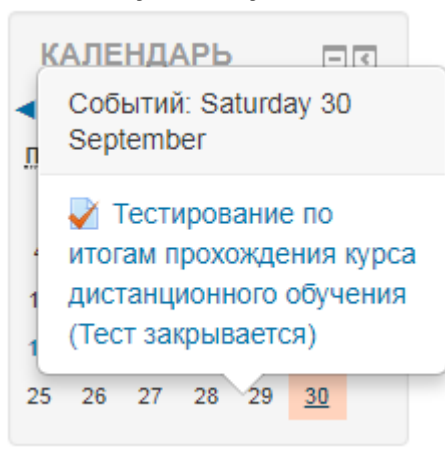 КАЛЕНДАРЬ
Событий: Saturday 30
September
Тестирование по
итогам прохождения курса
дистанционного обучения
(Тест закрывается)
25 26 27 28 29 30